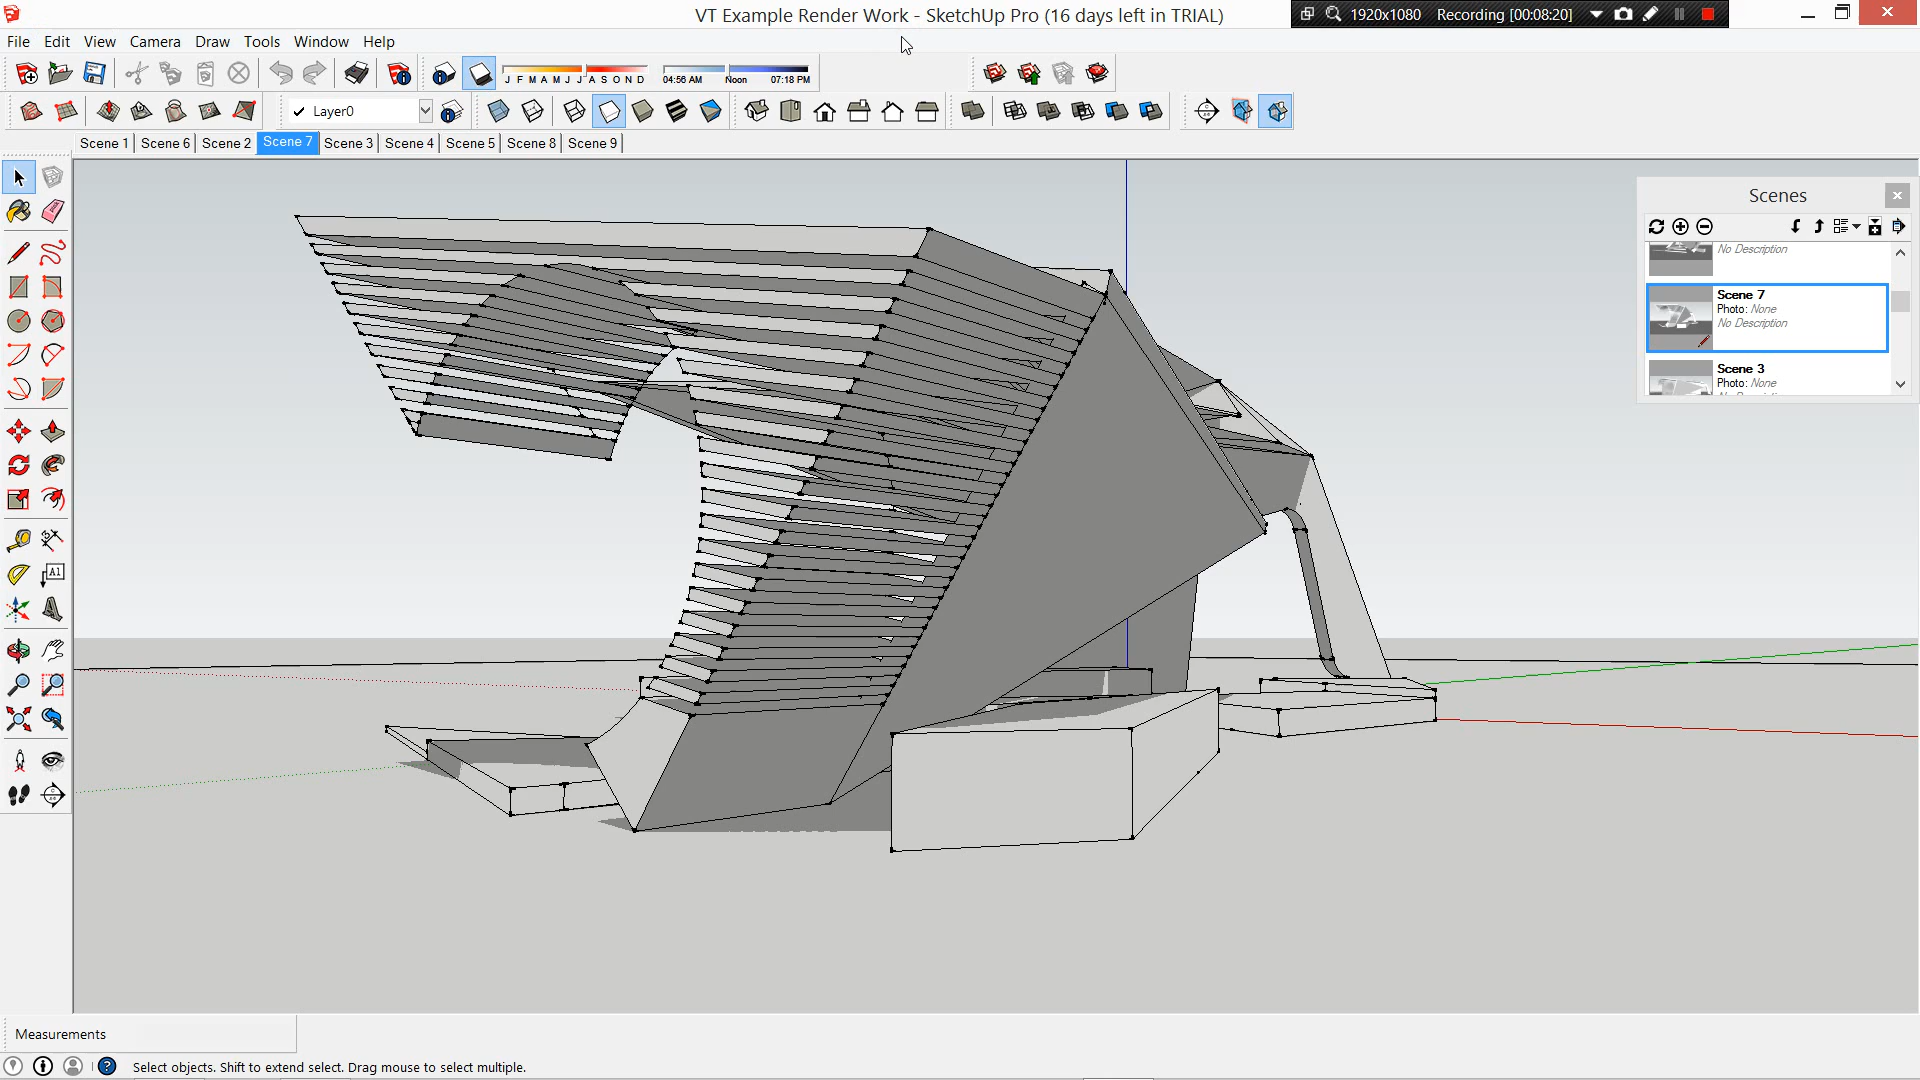 VT Example Render Work - SketchUp Pro (16 days left in TRIAL)
1920x1080 Recording [00:08:20]
File Edit View Camera Draw Tools Window Help
J F M A M J J A S O N D
04:56 AM Noon 07:18 PM
Layer0
Scene 1 Scene 6 Scene 2 Scene 7 Scene 3 Scene 4 Scene 5 Scene 8 Scene 9
Scenes
No Description
Scene 7
Photo: None
No Description
Scene 3
Photo: None
A1
Measurements
Select objects. Shift to extend select. Drag mouse to select multiple.